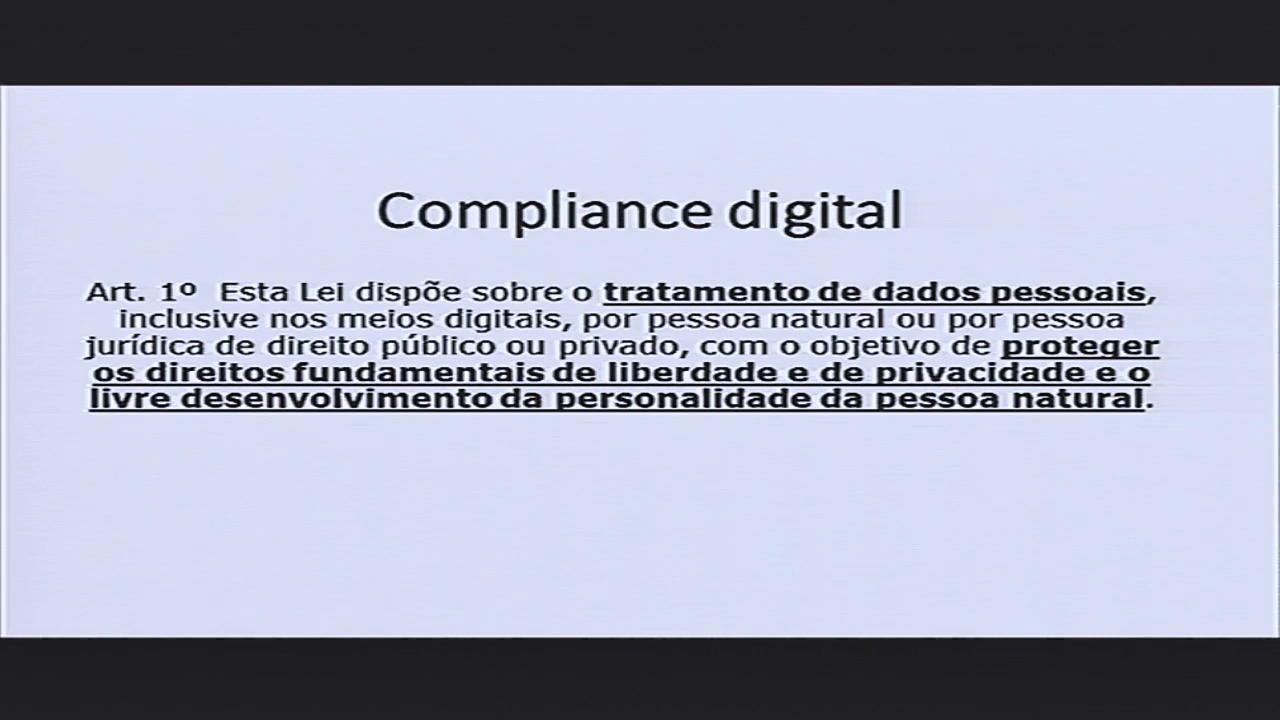 Compliance digital
Art. 1º Esta Lei dispõe sobre o tratamento de dados pessoais,
inclusive nos meios digitais, por pessoa natural ou por pessoa
jurídica de direito público ou privado, com o objetivo de proteger
os direitos fundamentais de liberdade e de privacidade e o
livre desenvolvimento da personalidade da pessoa natural.